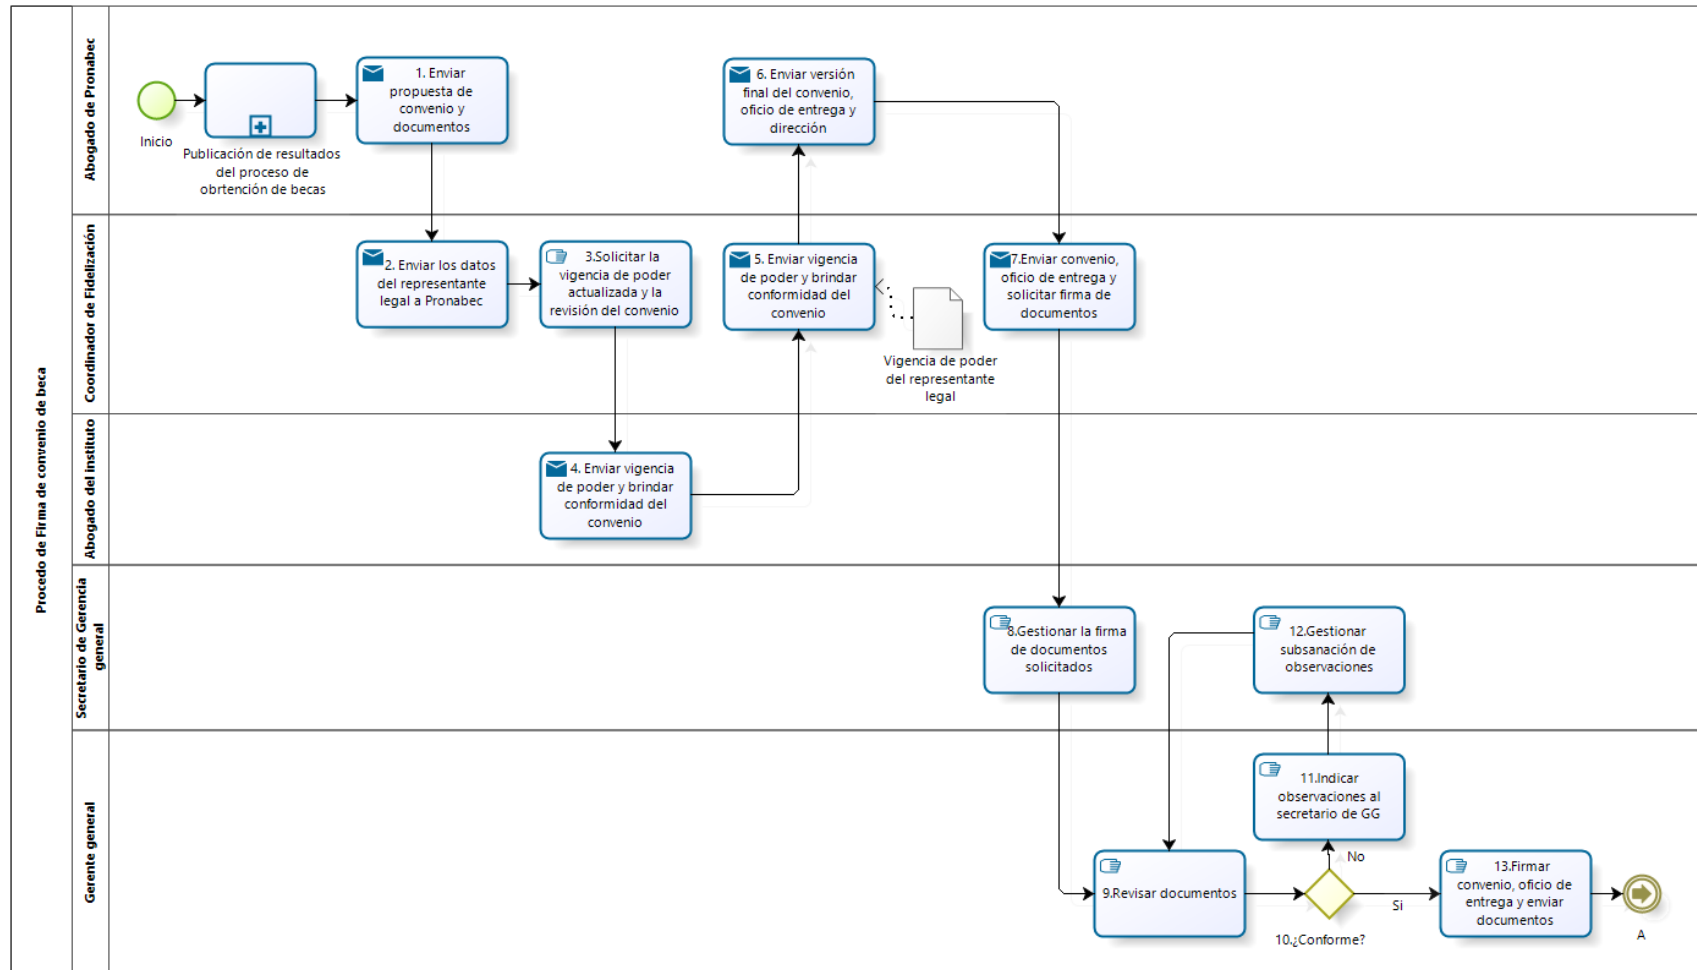 Procedo de Firma de convenio de beca
Abogado de Pronabec
Inicio
Publicación de resultados
del proceso de
obrtención de becas
1. Enviar
propuesta de
convenio y
documentos
6. Enviar versión
final del convenio,
oficio de entrega y
dirección
Coordinador de Fidelización
2. Enviar los datos
del representante
legal a Pronabec
3.Solicitar la
vigencia de poder
actualizada y la
revisión del convenio
5. Enviar vigencia
de poder y brindar
conformidad del
convenio
Vigencia de poder
del representante
legal
7.Enviar convenio,
oficio de entrega y
solicitar firma de
documentos
Abogado del instituto
4. Enviar vigencia
de poder y brindar
conformidad del
convenio
Secretario de Gerencia
general
8.Gestionar la firma
de documentos
solicitados
12.Gestionar
subsanación de
observaciones
Gerente general
9.Revisar documentos
10.¿Conforme?
No
11.Indicar
observaciones al
secretario de GG
Si
13.Firmar
convenio, oficio de
entrega y enviar
documentos
A